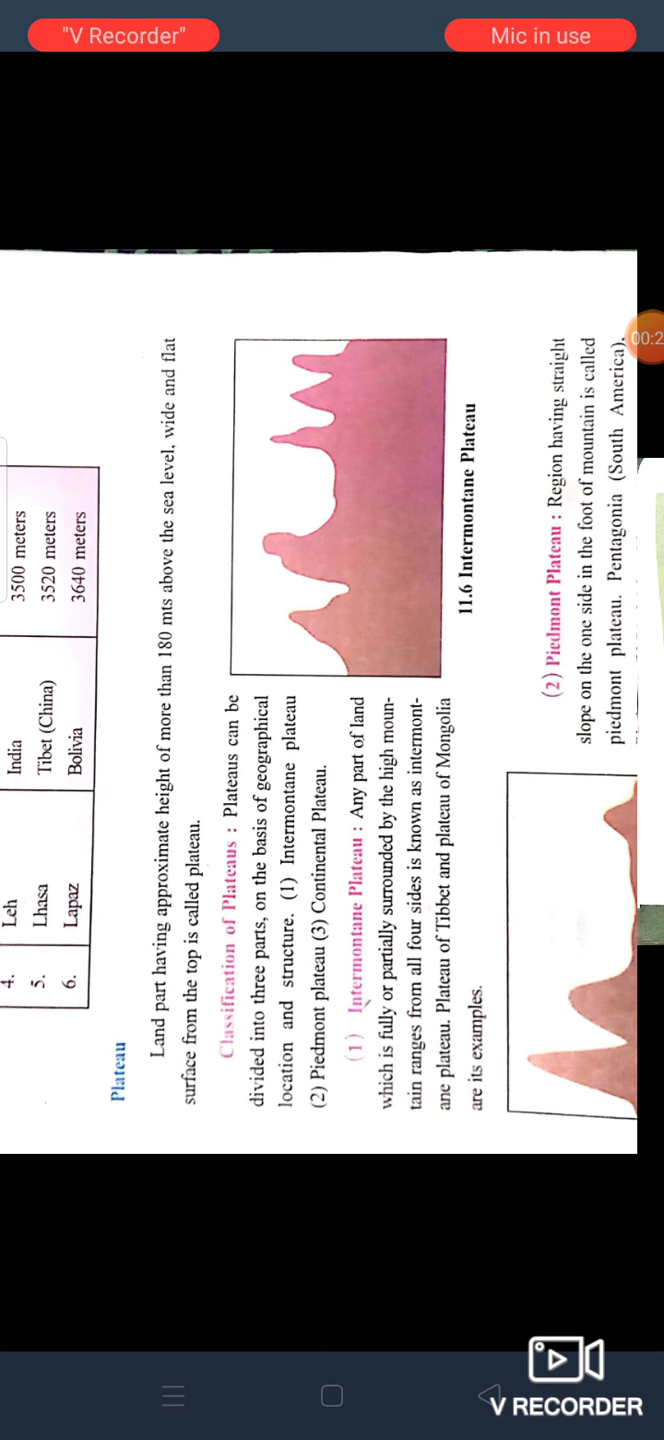 "V Recorder"
Mic in use
00:2
4. Leh India 3500 meters
5. Lhasa Tibet (China) 3520 meters
6. Lapaz Bolivia 3640 meters
Plateau
Land part having approximate height of more than 180 mts above the sea level, wide and flat
surface from the top is called plateau.
Classification of Plateaus : Plateaus can be
divided into three parts, on the basis of geographical
location and structure. (1) Intermontane plateau
(2) Piedmont plateau (3) Continental Plateau.
(1) Intermontane Plateau : Any part of land
which is fully or partially surrounded by the high moun-
tain ranges from all four sides is known as intermont-
ane plateau. Plateau of Tibbet and plateau of Mongolia
are its examples.
11.6 Intermontane Plateau
(2) Piedmont Plateau : Region having straight
slope on the one side in the foot of mountain is called
piedmont plateau. Pentagonia (South America),
V RECORDER